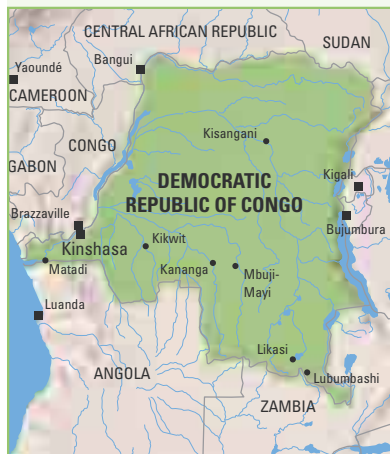 CENTRAL AFRICAN REPUBLIC
SUDAN
Bangui
Yaoundé
CAMEROON
Kisangani
CONGO
GABON
DEMOCRATIC
REPUBLIC OF CONGO
Kigali
Brazzaville
Bujumbura
Kinshasa
Kikwit
Matadi
Kananga
Mbuji-
Mayi
Luanda
Likasi
ANGOLA
Lubumbashi
ZAMBIA